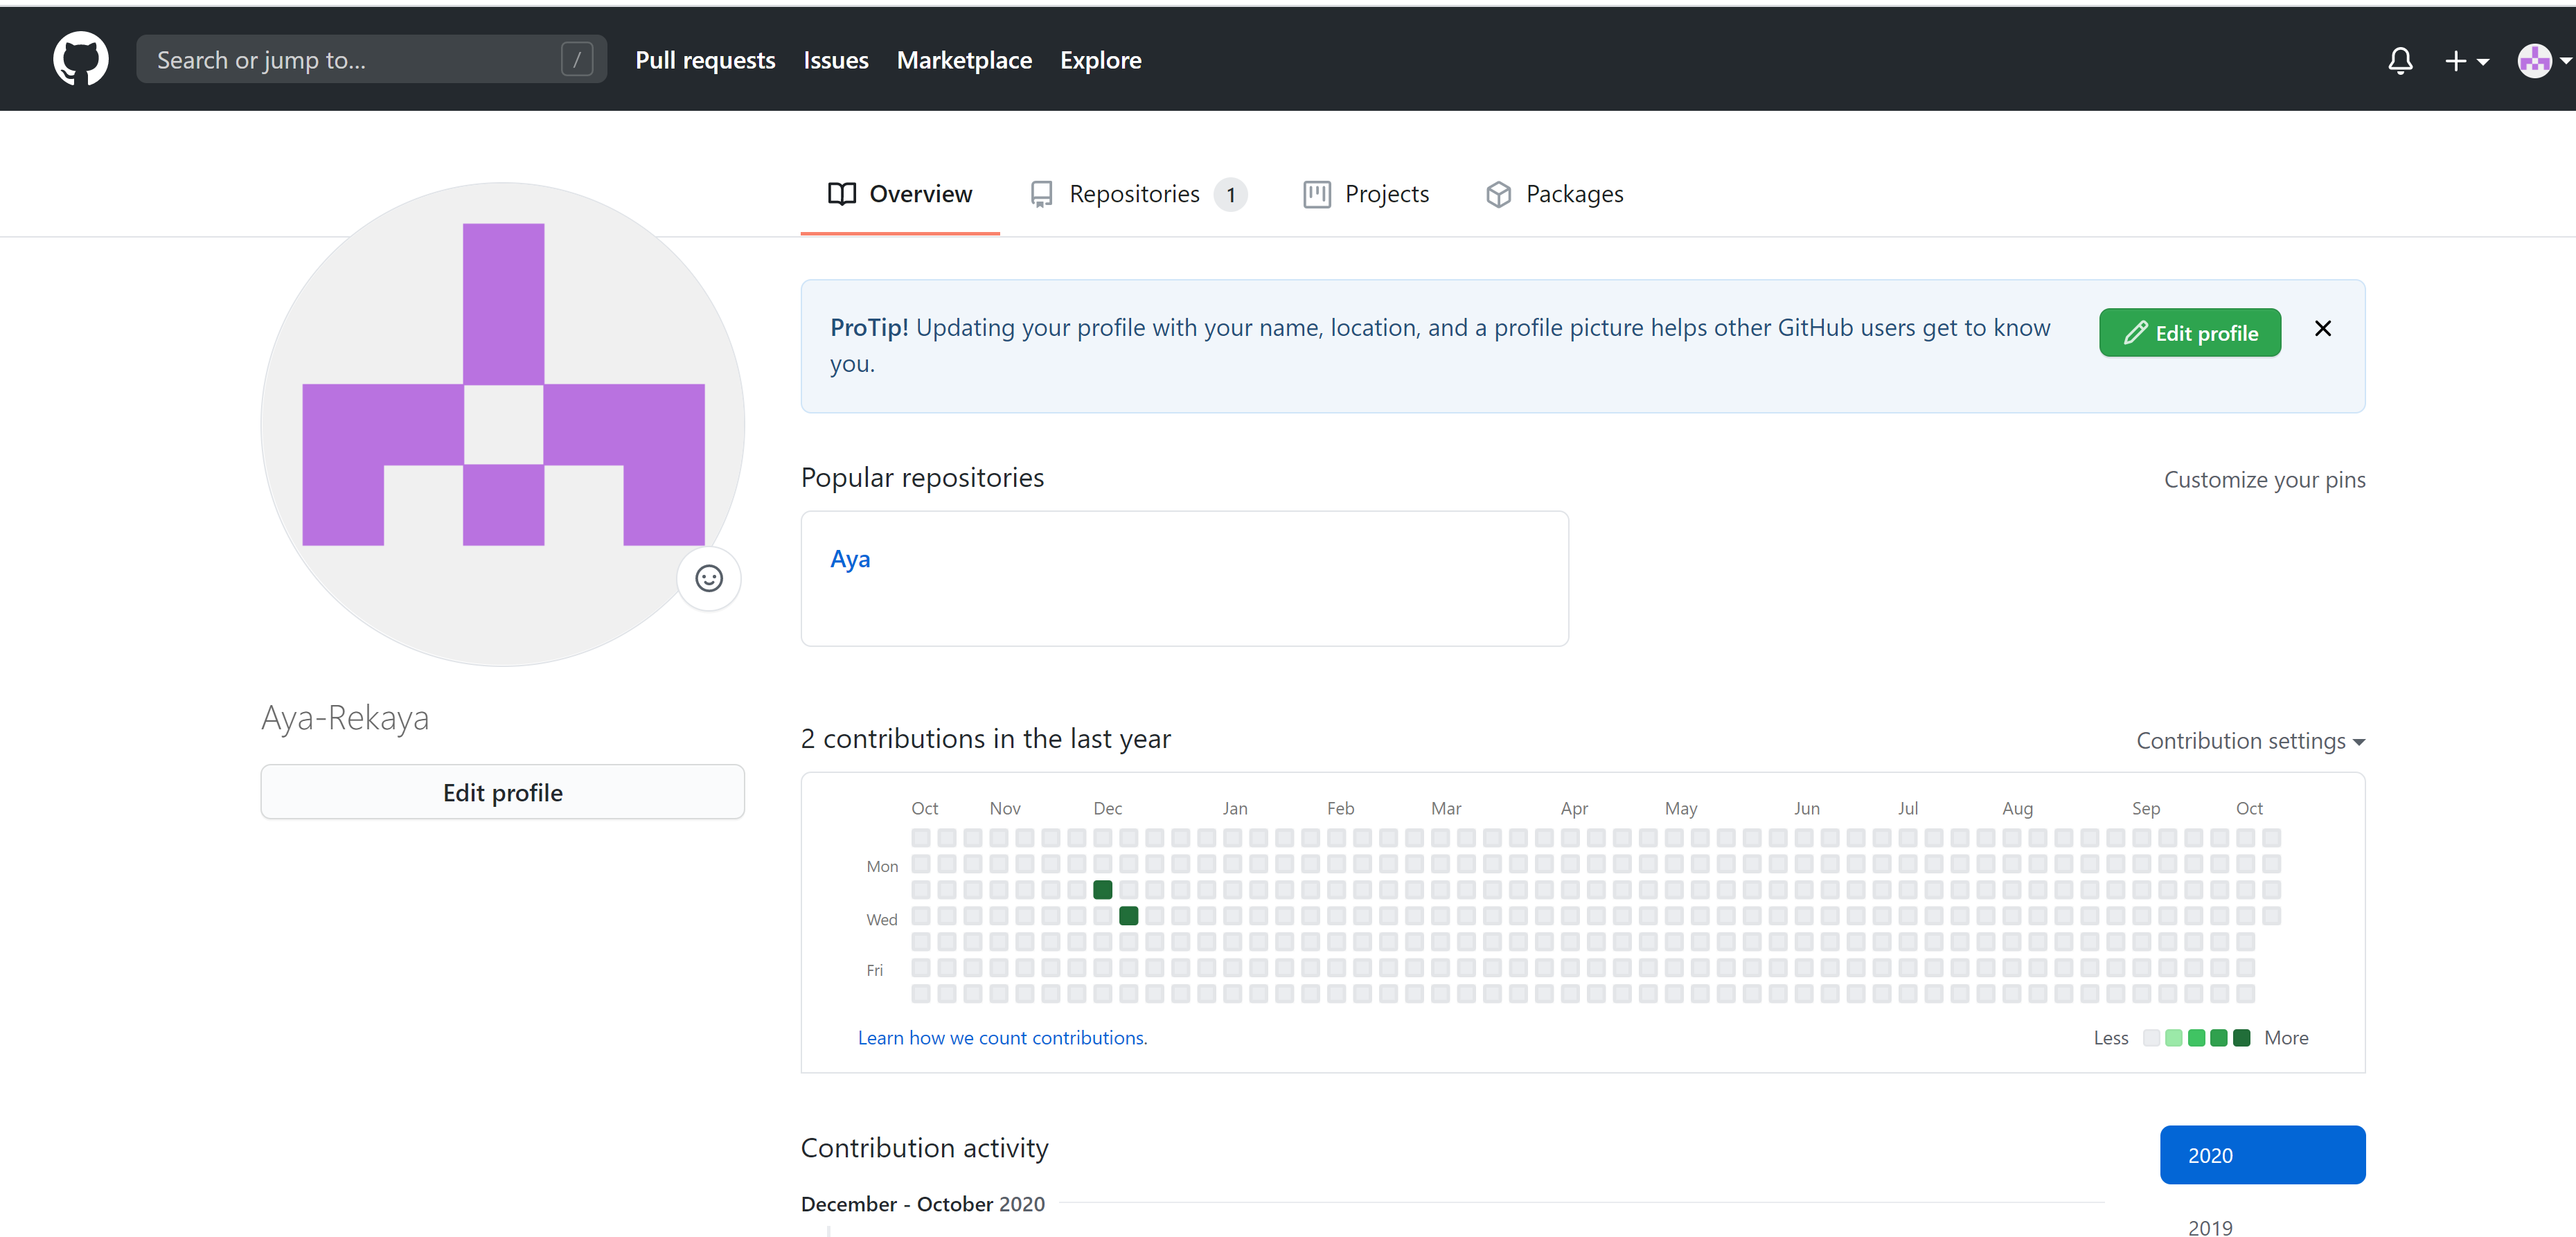 Search or jump to... /
Pull requests Issues Marketplace Explore
Overview Repositories 1 Projects Packages
ProTip! Updating your profile with your name, location, and a profile picture helps other GitHub users get to know
you.
Edit profile
Popular repositories
Customize your pins
Aya
Aya-Rekaya
Edit profile
2 contributions in the last year
Contribution settings
Oct Nov Dec Jan Feb Mar Apr May Jun Jul Aug Sep Oct
Mon
Wed
Fri
Learn how we count contributions.
Less More
Contribution activity
2020
December - October 2020
2019